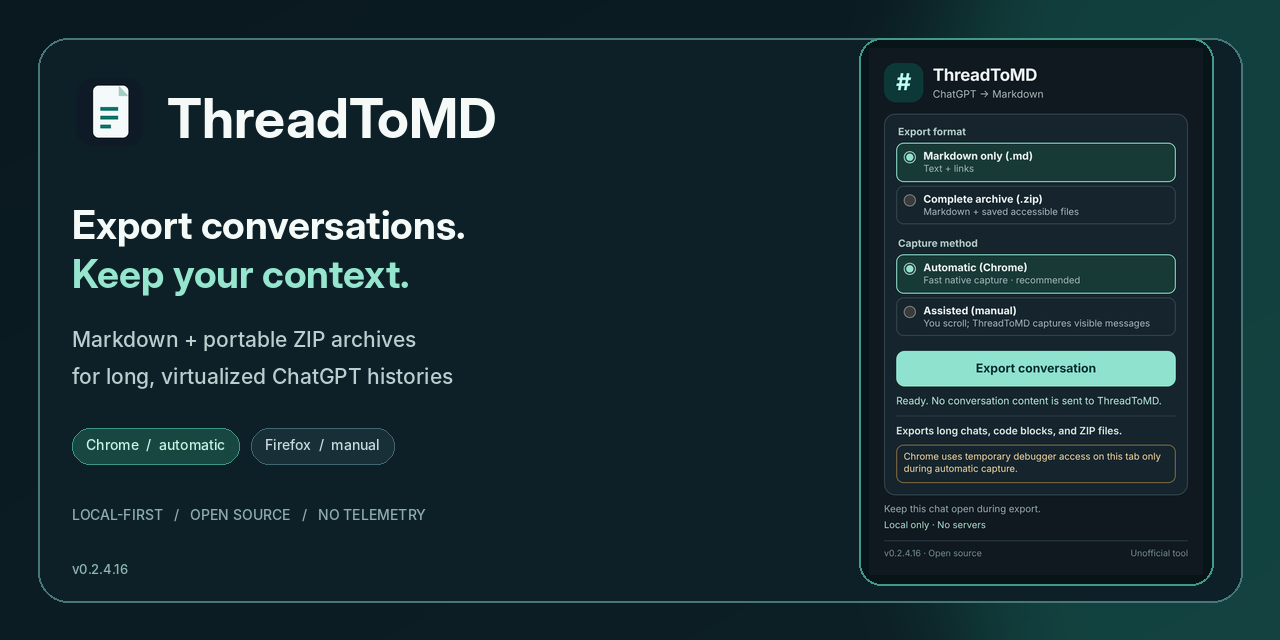 ThreadToMD
Export conversations.
Keep your context.
Markdown + portable ZIP archives
for long, virtualized ChatGPT histories
Chrome / automatic
Firefox / manual
LOCAL-FIRST / OPEN SOURCE / NO TELEMETRY
v0.2.4.16
#
ThreadToMD
ChatGPT → Markdown
Export format
Markdown only (.md)
Text + links
Complete archive (.zip)
Markdown + saved accessible files
Capture method
Automatic (Chrome)
Fast native capture · recommended
Assisted (manual)
You scroll; ThreadToMD captures visible messages
Export conversation
Ready. No conversation content is sent to ThreadToMD.
Exports long chats, code blocks, and ZIP files.
Chrome uses temporary debugger access on this tab only
during automatic capture.
Keep this chat open during export.
Local only · No servers
v0.2.4.16 · Open source
Unofficial tool